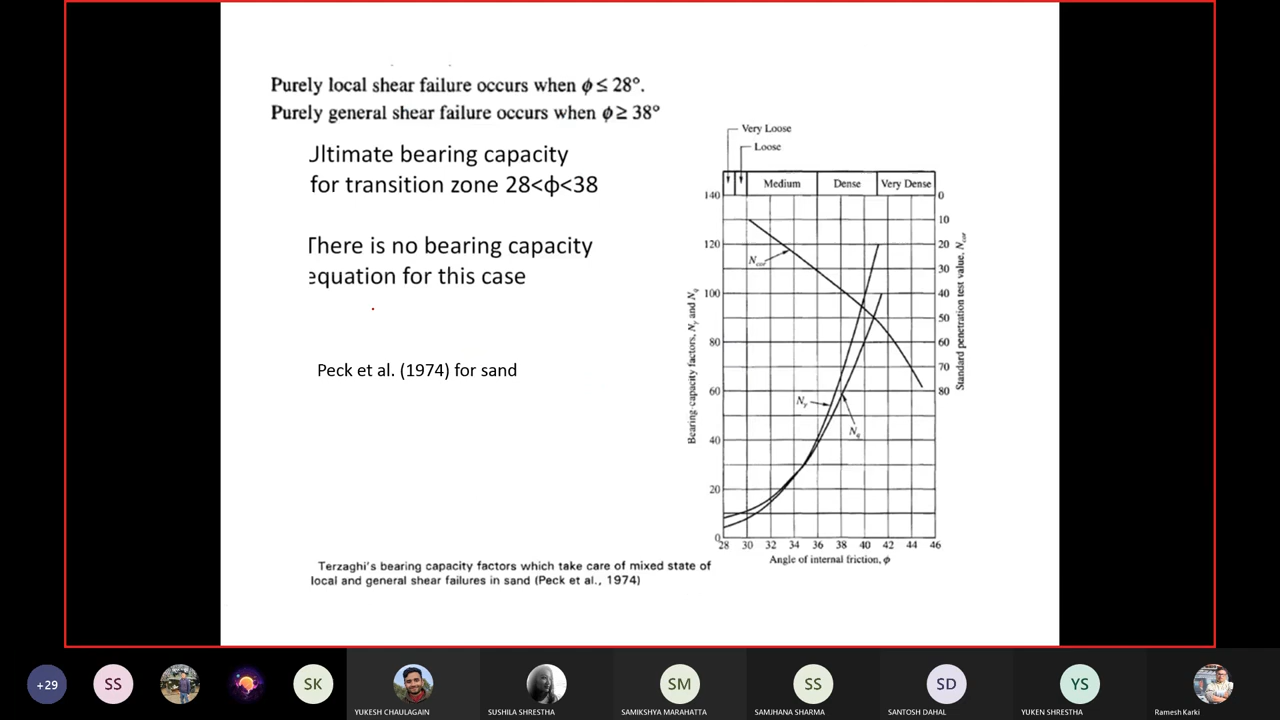 Purely local shear failure occurs when ϕ ≤ 28°.
Purely general shear failure occurs when ϕ ≥ 38°
Jltimate bearing capacity
for transition zone 28<ϕ<38
There is no bearing capacity
equation for this case
Peck et al. (1974) for sand
Very Loose
Loose
Medium Dense Very Dense
140
120
100
80
60
40
20
0
0
10
20
30
40
50
60
70
80
Bearing-capacity factors, Nγ and Nq
Standard penetration test value, Ncor
Ncor
Nγ
Nq
28 30 32 34 36 38 40 42 44 46
Angle of internal friction, ϕ
Terzaghi's bearing capacity factors which take care of mixed state of
local and general shear failures in sand (Peck et al., 1974)
+29
SS
SK
SM
SS
SD
YS
YUKESH CHAULAGAIN
SUSHILA SHRESTHA
SAMIKSHYA MARAHATTA
SAMJHANA SHARMA
SANTOSH DAHAL
YUKEN SHRESTHA
Ramesh Karki